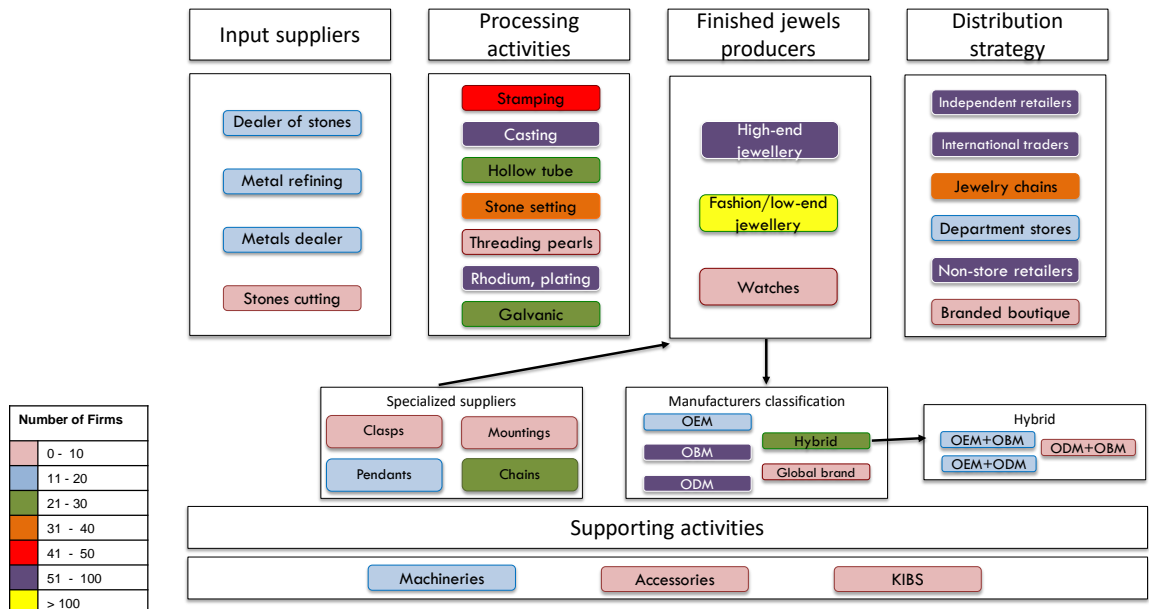 Input suppliers
Processing
activities
Finished jewels
producers
Distribution
strategy
Dealer of stones
Metal refining
Metals dealer
Stones cutting
Stamping
Casting
Hollow tube
Stone setting
Threading pearls
Rhodium, plating
Galvanic
High-end
jewellery
Fashion/low-end
jewellery
Watches
Independent retailers
International traders
Jewelry chains
Department stores
Non-store retailers
Branded boutique
Specialized suppliers
Clasps
Mountings
Pendants
Chains
Manufacturers classification
OEM
OBM
ODM
Hybrid
Global brand
Hybrid
OEM+OBM
OEM+ODM
ODM+OBM
Number of Firms
0 - 10
11 - 20
21 - 30
31 - 40
41 - 50
51 - 100
> 100
Supporting activities
Machineries
Accessories
KIBS